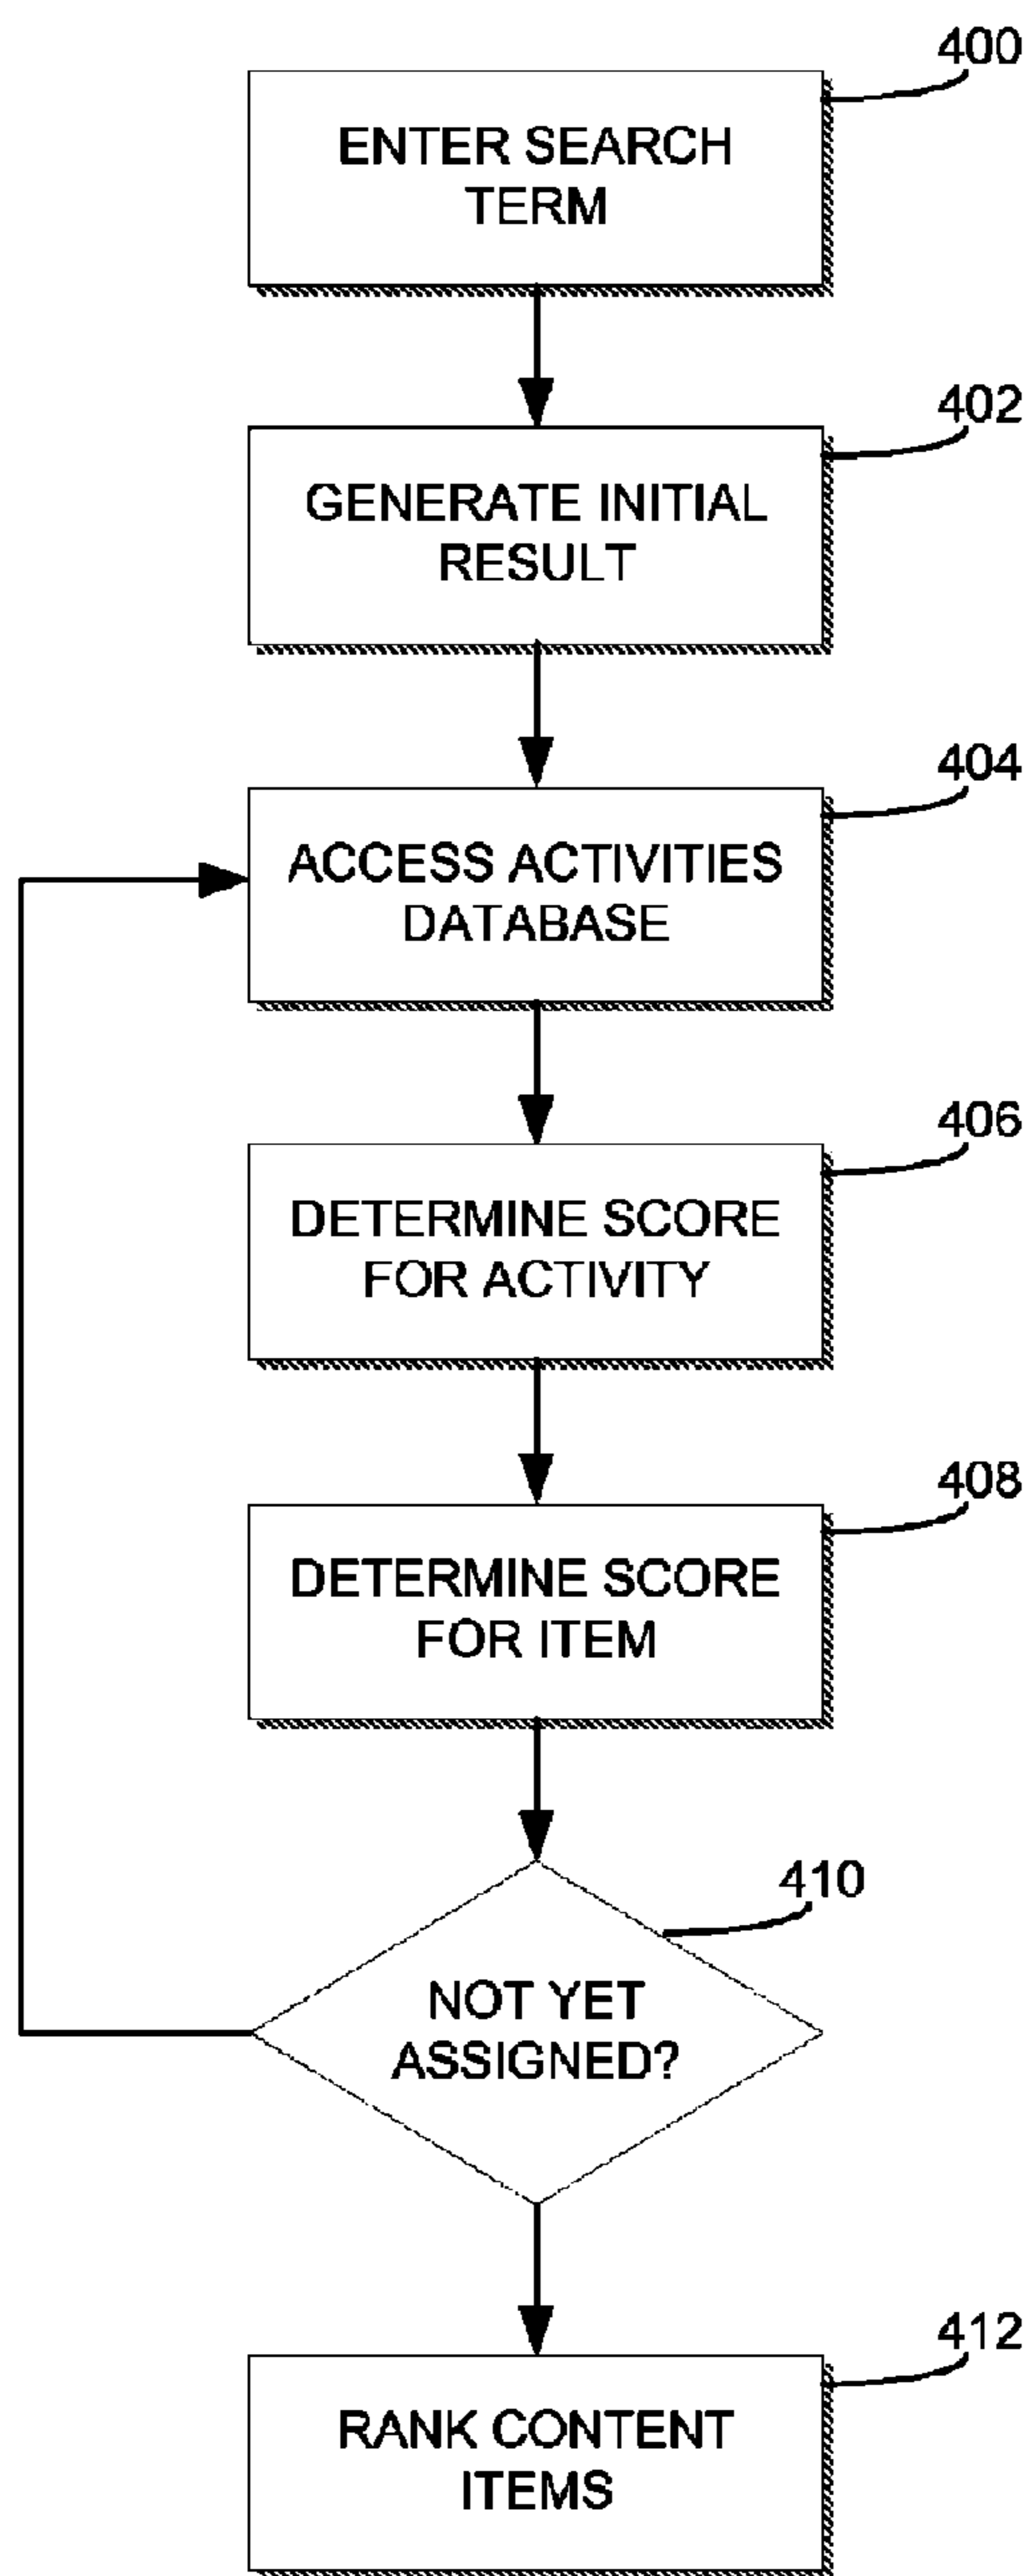 400
ENTER SEARCH
TERM
402
GENERATE INITIAL
RESULT
404
ACCESS ACTIVITIES
DATABASE
406
DETERMINE SCORE
FOR ACTIVITY
408
DETERMINE SCORE
FOR ITEM
410
NOT YET
ASSIGNED?
412
RANK CONTENT
ITEMS